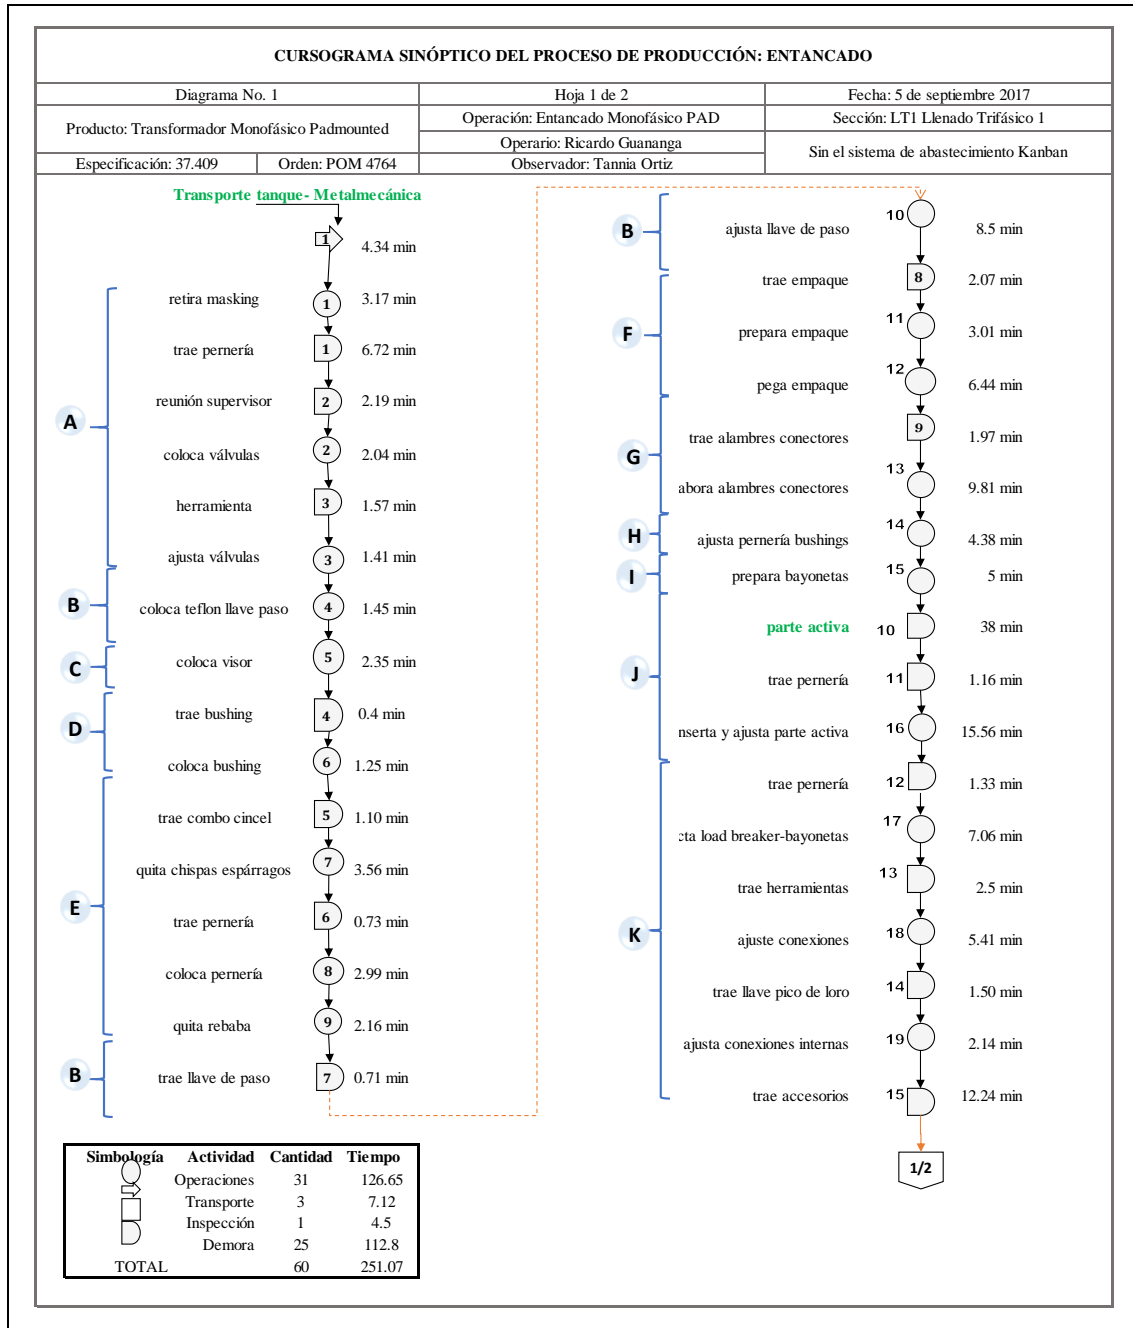 CURSOGRAMA SINÓPTICO DEL PROCESO DE PRODUCCIÓN: ENTANCADO
Diagrama No. 1
Hoja 1 de 2
Fecha: 5 de septiembre 2017
Producto: Transformador Monofásico Padmounted
Operación: Entancado Monofásico PAD
Sección: LT1 Llenado Trifásico 1
Operario: Ricardo Guananga
Sin el sistema de abastecimiento Kanban
Especificación: 37.409
Orden: POM 4764
Observador: Tannia Ortiz
Transporte tanque- Metalmecánica
1 4.34 min
A
retira masking 1 3.17 min
trae pernería 1 6.72 min
reunión supervisor 2 2.19 min
coloca válvulas 2 2.04 min
herramienta 3 1.57 min
ajusta válvulas 3 1.41 min
B
coloca teflon llave paso 4 1.45 min
C
coloca visor 5 2.35 min
D
trae bushing 4 0.4 min
coloca bushing 6 1.25 min
E
trae combo cincel 5 1.10 min
quita chispas espárragos 7 3.56 min
trae pernería 6 0.73 min
coloca pernería 8 2.99 min
quita rebaba 9 2.16 min
B
trae llave de paso 7 0.71 min
B
ajusta llave de paso 10 8.5 min
F
trae empaque 8 2.07 min
prepara empaque 11 3.01 min
pega empaque 12 6.44 min
G
trae alambres conectores 9 1.97 min
abora alambres conectores 13 9.81 min
H
ajusta pernería bushings 14 4.38 min
I
prepara bayonetas 15 5 min
J
parte activa 10 38 min
trae pernería 11 1.16 min
nserta y ajusta parte activa 16 15.56 min
K
trae pernería 12 1.33 min
cta load breaker-bayonetas 17 7.06 min
trae herramientas 13 2.5 min
ajuste conexiones 18 5.41 min
trae llave pico de loro 14 1.50 min
ajusta conexiones internas 19 2.14 min
trae accesorios 15 12.24 min
1/2
Simbología Actividad Cantidad Tiempo
Operaciones 31 126.65
Transporte 3 7.12
Inspección 1 4.5
Demora 25 112.8
TOTAL 60 251.07